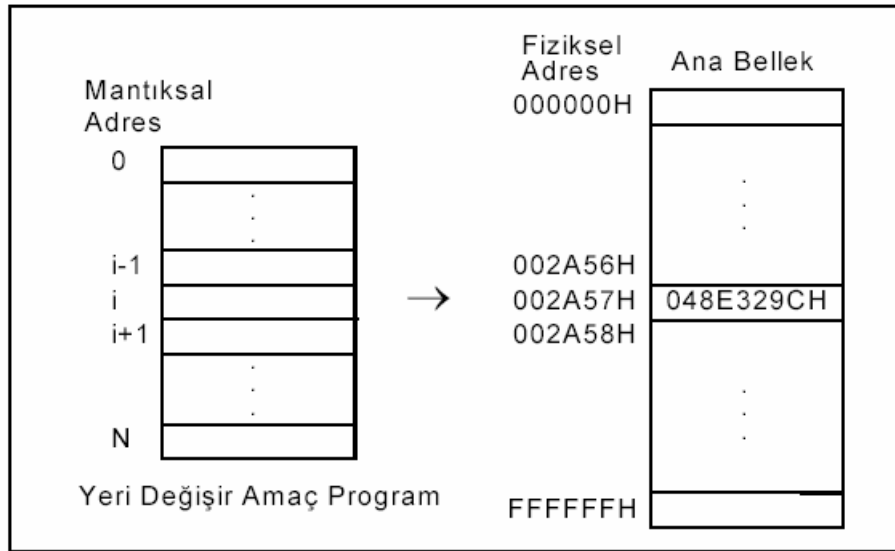 Mantıksal
Adres
0
i-1
i
i+1
N
Yeri Değişir Amaç Program
→
Fiziksel
Adres
Ana Bellek
000000H
002A56H
002A57H 048E329CH
002A58H
FFFFFFH